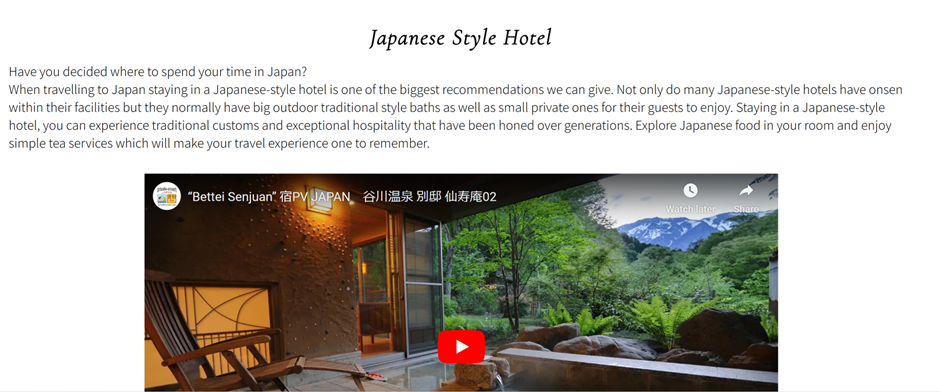 Japanese Style Hotel
Have you decided where to spend your time in Japan?
When travelling to Japan staying in a Japanese-style hotel is one of the biggest recommendations we can give. Not only do many Japanese-style hotels have onsen
within their facilities but they normally have big outdoor traditional style baths as well as small private ones for their guests to enjoy. Staying in a Japanese-style
hotel, you can experience traditional customs and exceptional hospitality that have been honed over generations. Explore Japanese food in your room and enjoy
simple tea services which will make your travel experience one to remember.
“Bettei Senjuan” 宿PV JAPAN　谷川温泉 別邸 仙寿庵02
Watch later
Share